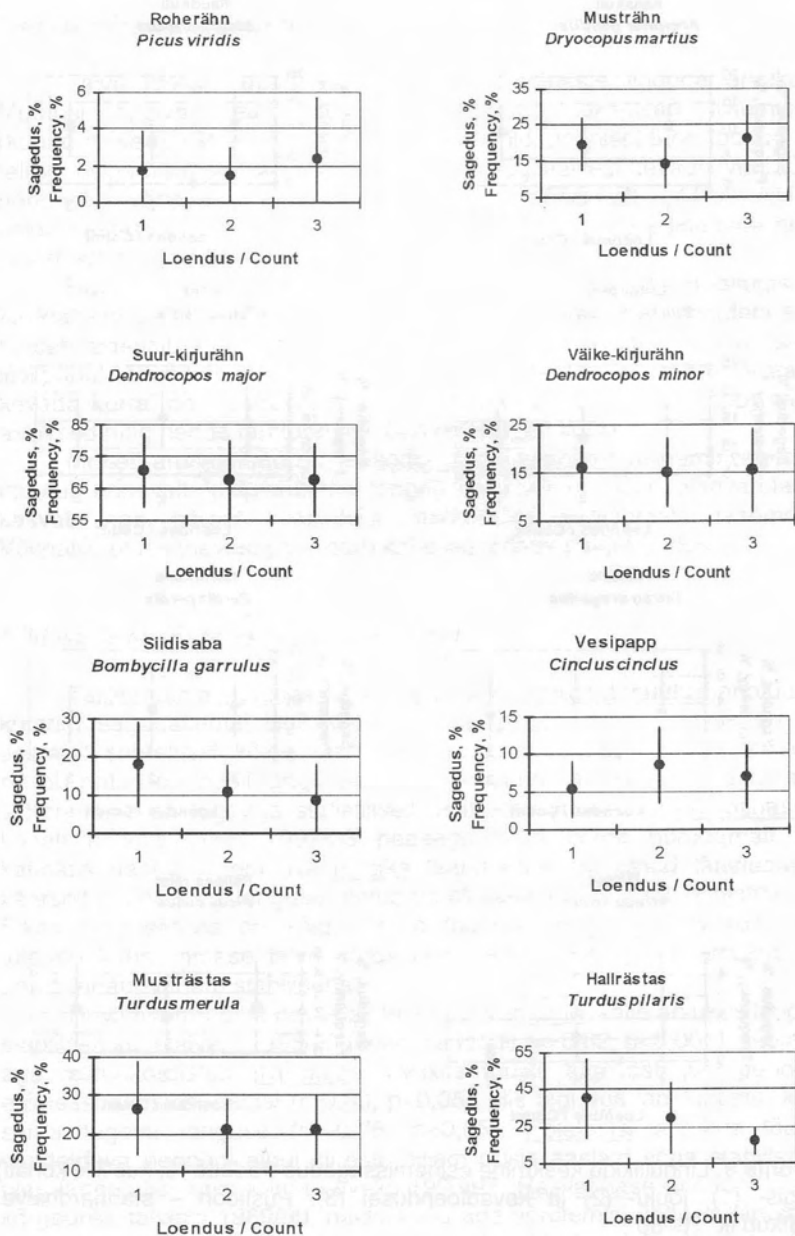 Roherähn
Picus viridis
Sagedus, %
Frequency, %
6
4
2
0
1 2 3
Loendus / Count
Musträhn
Dryocopus martius
Sagedus, %
Frequency, %
35
25
15
5
1 2 3
Loendus / Count
Suur-kirjurähn
Dendrocopos major
Sagedus, %
Frequency, %
85
75
65
55
1 2 3
Loendus / Count
Väike-kirjurähn
Dendrocopos minor
Sagedus, %
Frequency, %
25
15
5
1 2 3
Loendus / Count
Siidisaba
Bombycilla garrulus
Sagedus, %
Frequency, %
30
20
10
0
1 2 3
Loendus / Count
Vesipapp
Cinclus cinclus
Sagedus, %
Frequency, %
15
10
5
0
1 2 3
Loendus / Count
Musträstas
Turdus merula
Sagedus, %
Frequency, %
40
30
20
10
1 2 3
Loendus / Count
Hallrästas
Turdus pilaris
Sagedus, %
Frequency, %
65
45
25
5
1 2 3
Loendus / Count